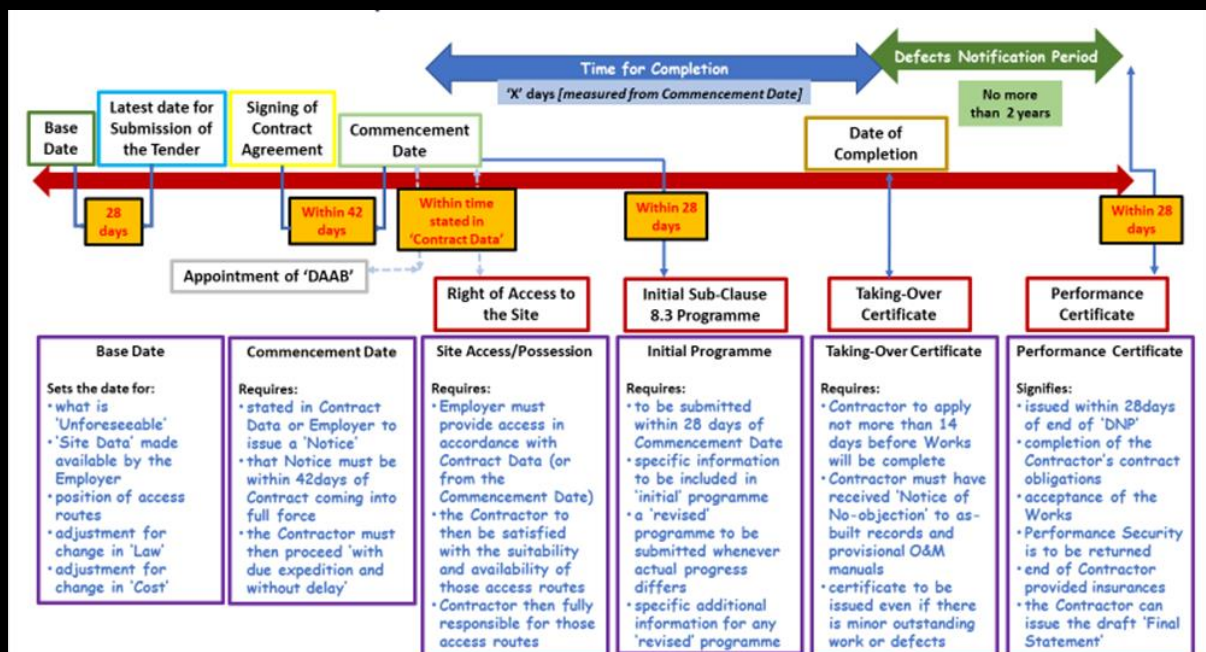 Time for Completion
Defects Notification Period
'X' days [measured from Commencement Date]
No more
than 2 years
Base
Date
Latest date for
Submission of
the Tender
Signing of
Contract
Agreement
Commencement
Date
Date of
Completion
28
days
Within 42
days
Within time
stated in
'Contract Data'
Within 28
days
Within 28
days
Appointment of 'DAAB'
Right of Access to
the Site
Initial Sub-Clause
8.3 Programme
Taking-Over
Certificate
Performance
Certificate
Base Date
Sets the date for:
• what is
'Unforeseeable'
• 'Site Data' made
available by the
Employer
• position of access
routes
• adjustment for
change in 'Law'
• adjustment for
change in 'Cost'
Commencement Date
Requires:
• stated in Contract
Data or Employer to
issue a 'Notice'
• that Notice must be
within 42days of
Contract coming into
full force
• the Contractor must
then proceed 'with
due expedition and
without delay'
Site Access/Possession
Requires:
• Employer must
provide access in
accordance with
Contract Data (or
from the
Commencement Date)
• the Contractor to
then be satisfied
with the suitability
and availability of
those access routes
• Contractor then fully
responsible for those
access routes
Initial Programme
Requires:
• to be submitted
within 28 days of
Commencement Date
• specific information
to be included in
'initial' programme
• a 'revised'
programme to be
submitted whenever
actual progress
differs
• specific additional
information for any
'revised' programme
Taking-Over Certificate
Requires:
• Contractor to apply
not more than 14
days before Works
will be complete
• Contractor must have
received 'Notice of
No-objection' to as-
built records and
provisional O&M
manuals
• certificate to be
issued even if there
is minor outstanding
work or defects
Performance Certificate
Signifies:
• issued within 28days
of end of 'DNP'
• completion of the
Contractor's contract
obligations
• acceptance of the
Works
• Performance Security
is to be returned
• end of Contractor
provided insurances
• the Contractor can
issue the draft 'Final
Statement'